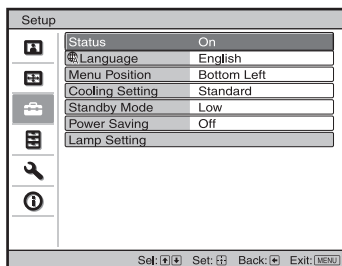 Setup
Status On
Language English
Menu Position Bottom Left
Cooling Setting Standard
Standby Mode Low
Power Saving Off
Lamp Setting
Sel: Set: Back: Exit: MENU